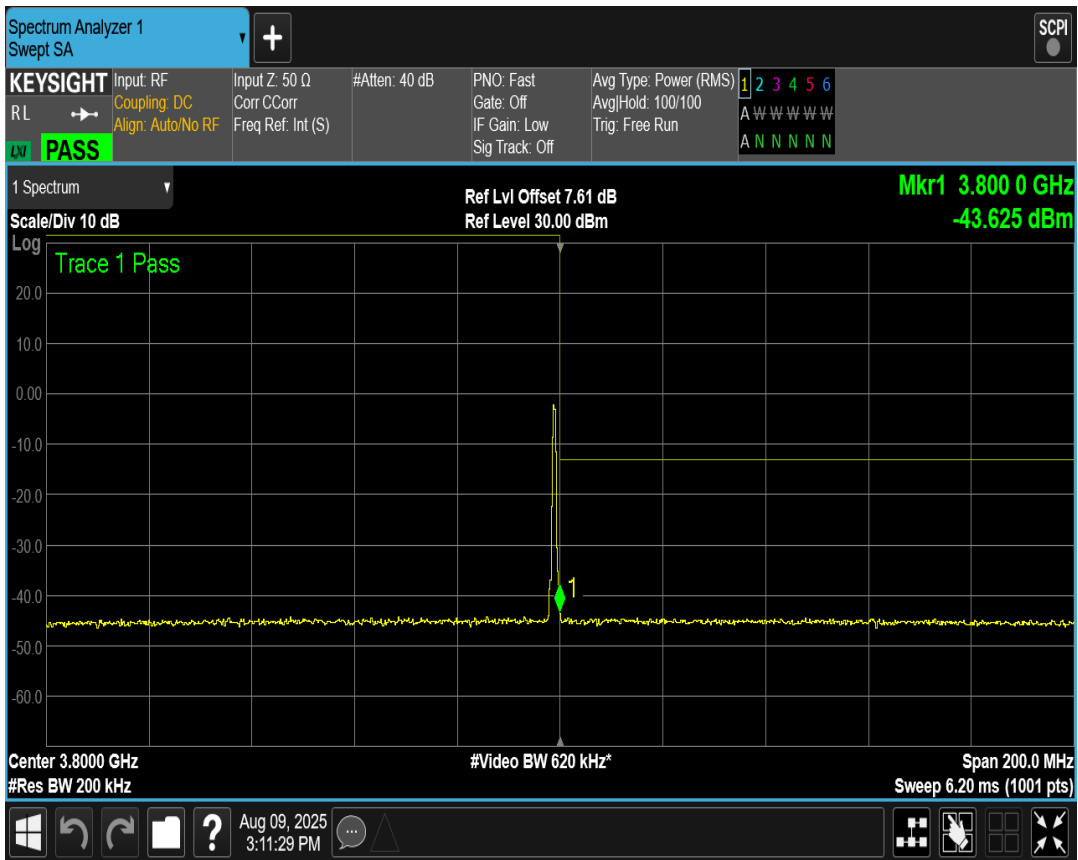 Spectrum Analyzer 1
Swept SA
SCPI
KEYSIGHT
RL
LXI PASS
Input: RF
Coupling: DC
Align: Auto/No RF
Input Z: 50 Ω
Corr CCorr
Freq Ref: Int (S)
#Atten: 40 dB
PNO: Fast
Gate: Off
IF Gain: Low
Sig Track: Off
Avg Type: Power (RMS)
Avg|Hold: 100/100
Trig: Free Run
1 2 3 4 5 6
A W W W W W
A N N N N N
1 Spectrum
Scale/Div 10 dB
Ref Lvl Offset 7.61 dB
Ref Level 30.00 dBm
Mkr1 3.800 0 GHz
-43.625 dBm
Log
Trace 1 Pass
20.0
10.0
0.00
-10.0
-20.0
-30.0
-40.0
1
-50.0
-60.0
Center 3.8000 GHz
#Res BW 200 kHz
#Video BW 620 kHz*
Span 200.0 MHz
Sweep 6.20 ms (1001 pts)
?
Aug 09, 2025
3:11:29 PM